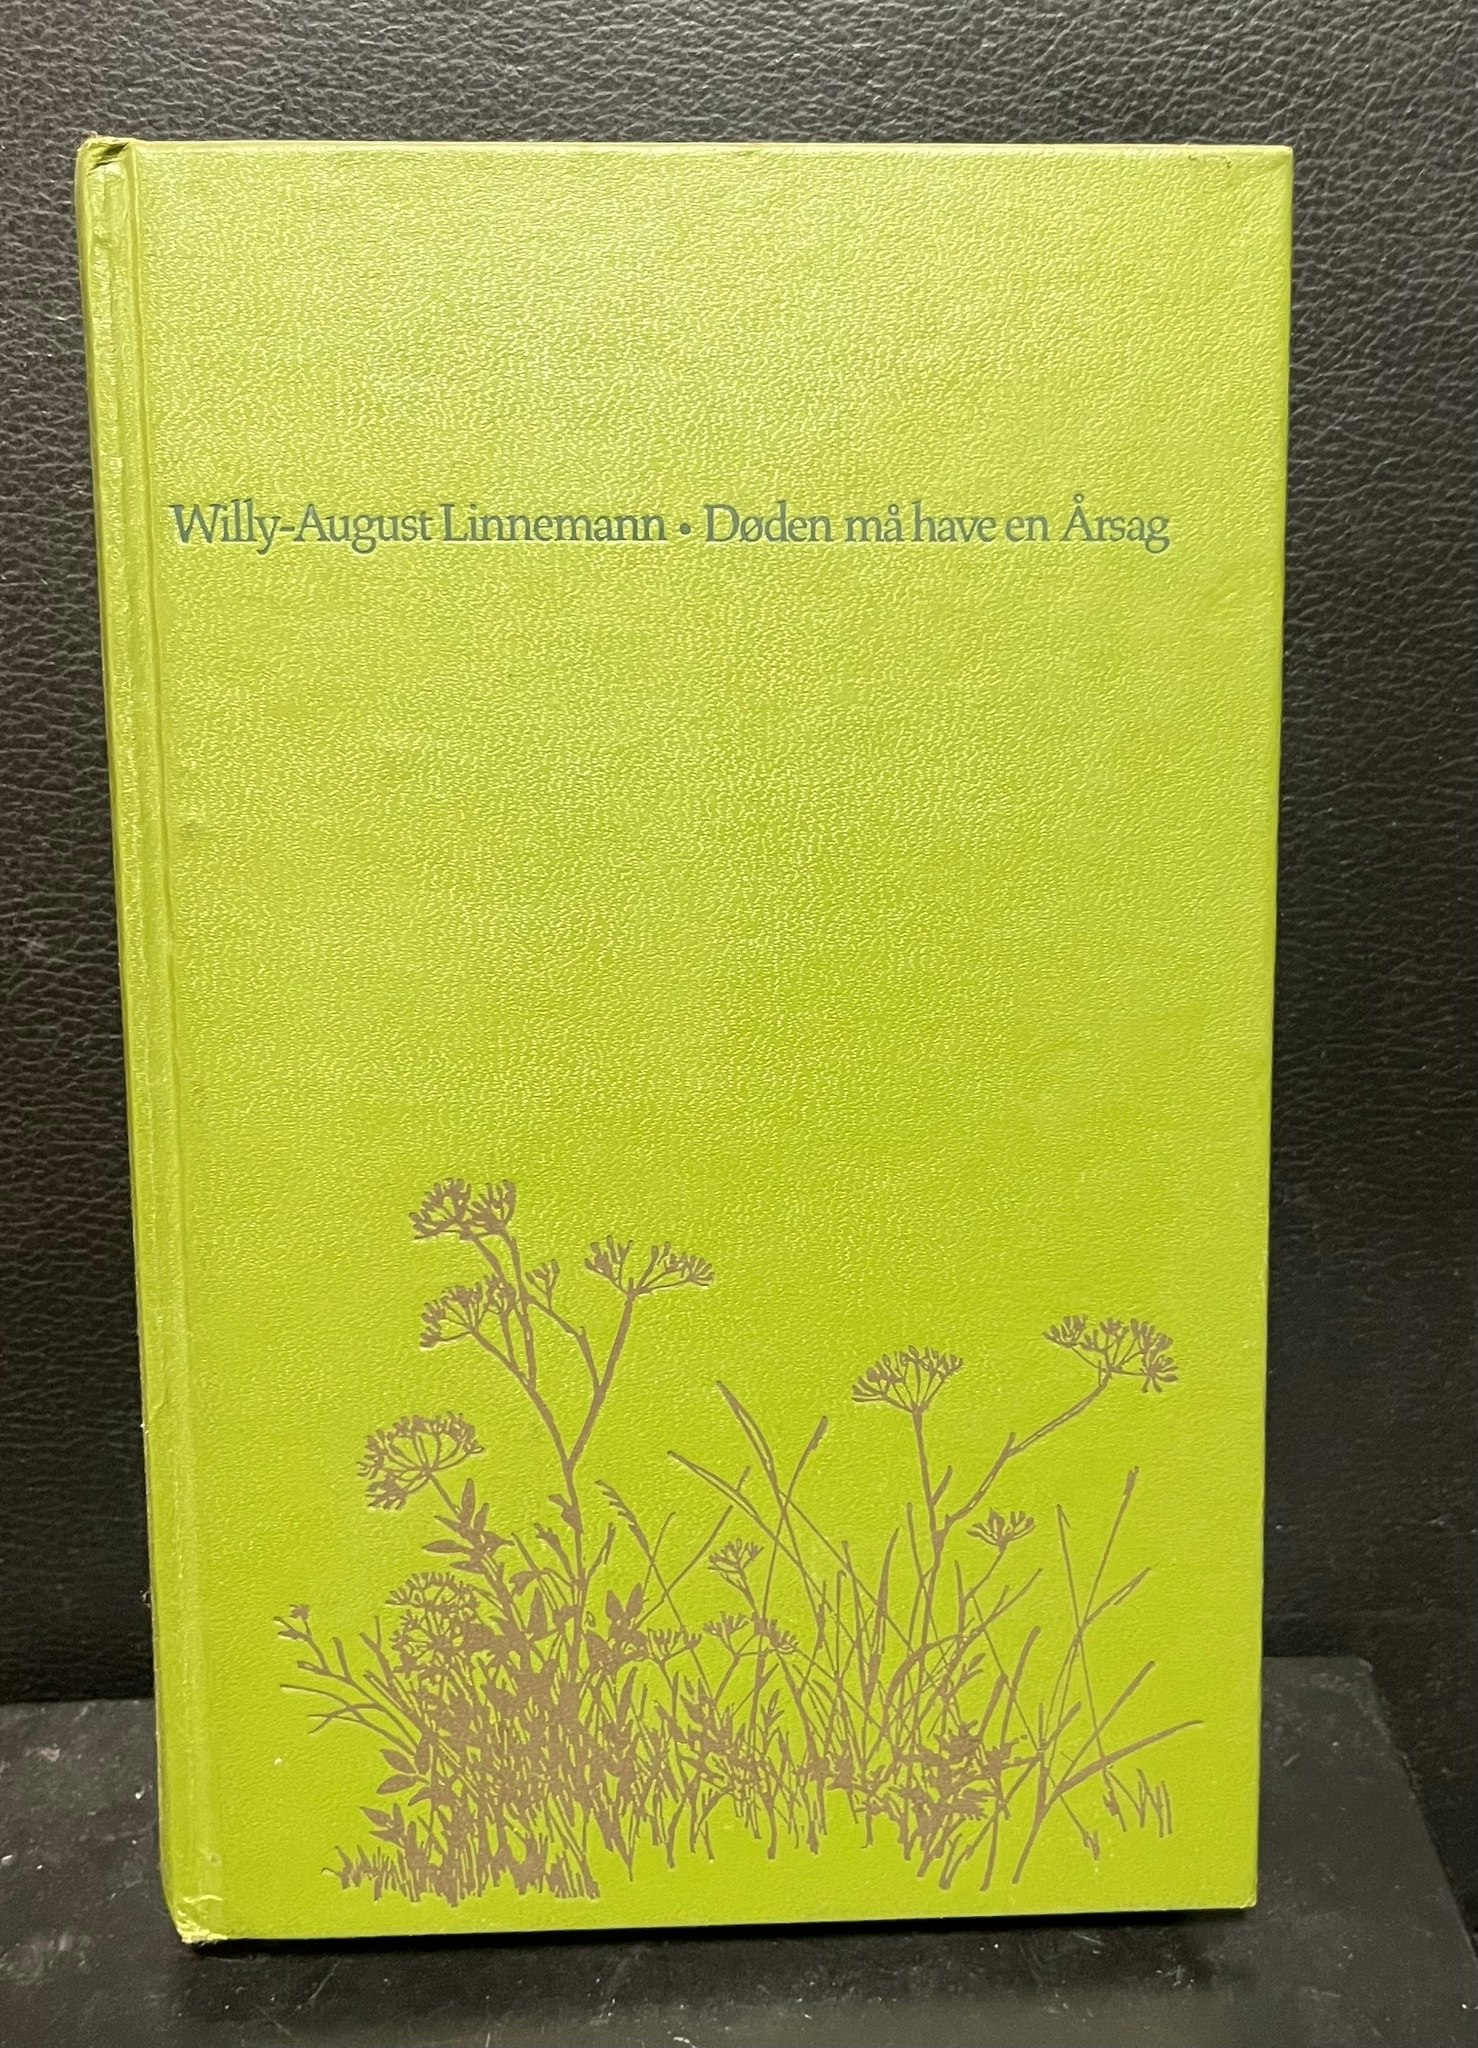 Willy-August Linnemann • Døden må have en Årsag